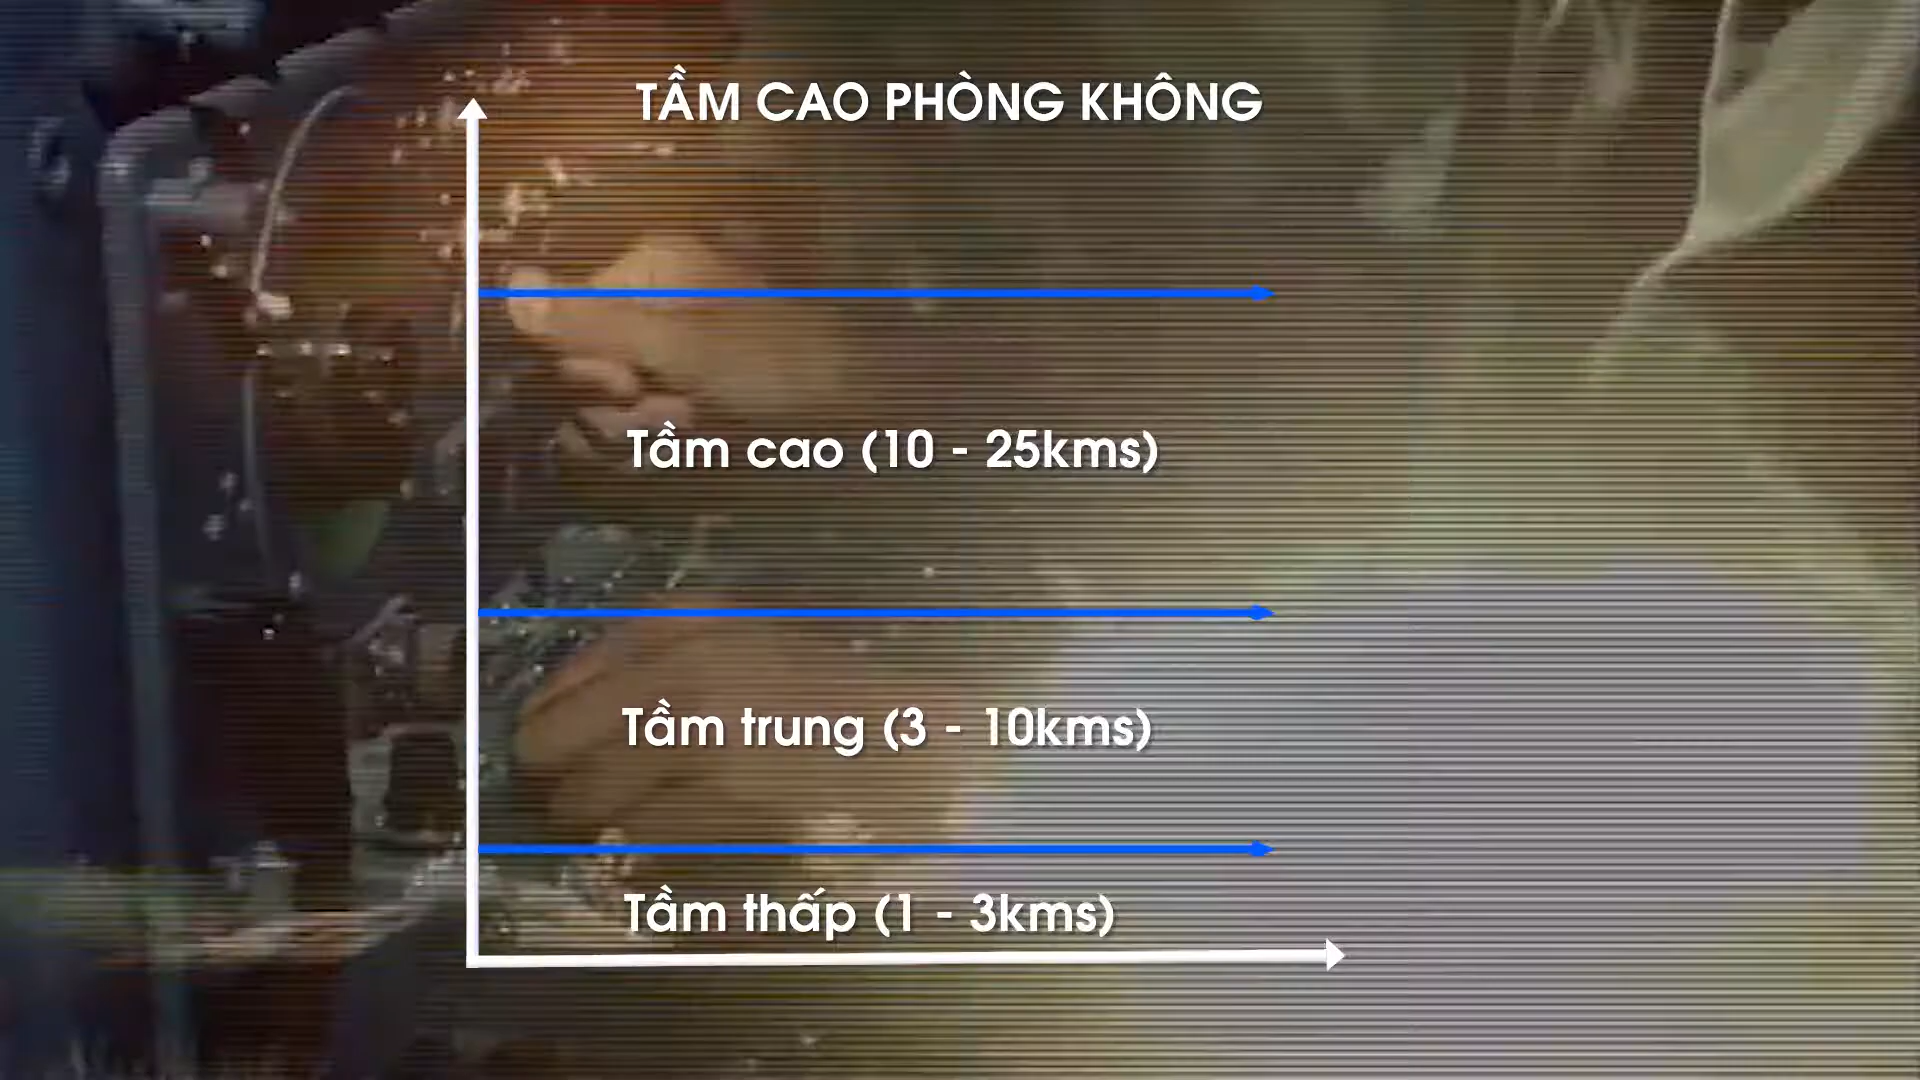 TẦM CAO PHÒNG KHÔNG
Tầm cao (10 - 25kms)
Tầm trung (3 - 10kms)
Tầm thấp (1 - 3kms)